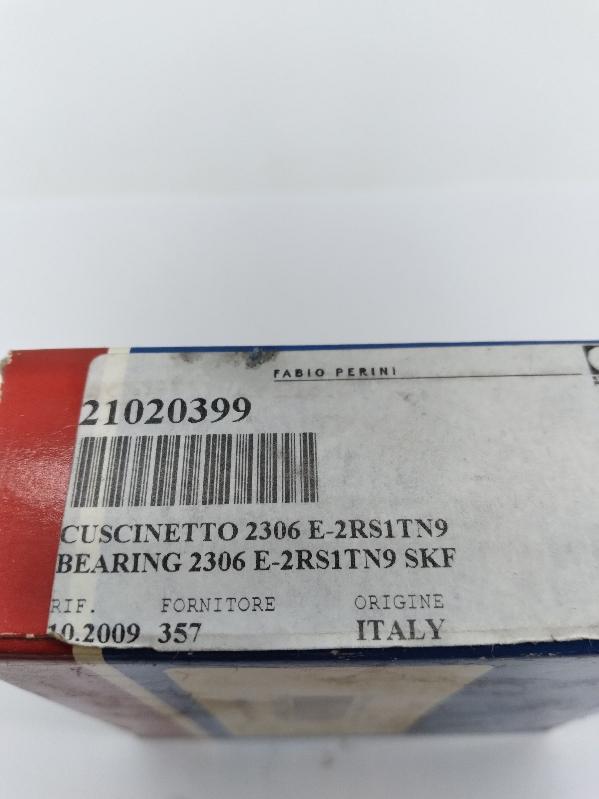 FABIO PERINI
21020399
CUSCINETTO 2306 E-2RS1TN9
BEARING 2306 E-2RS1TN9 SKF
RIF. FORNITORE ORIGINE
10.2009 357 ITALY